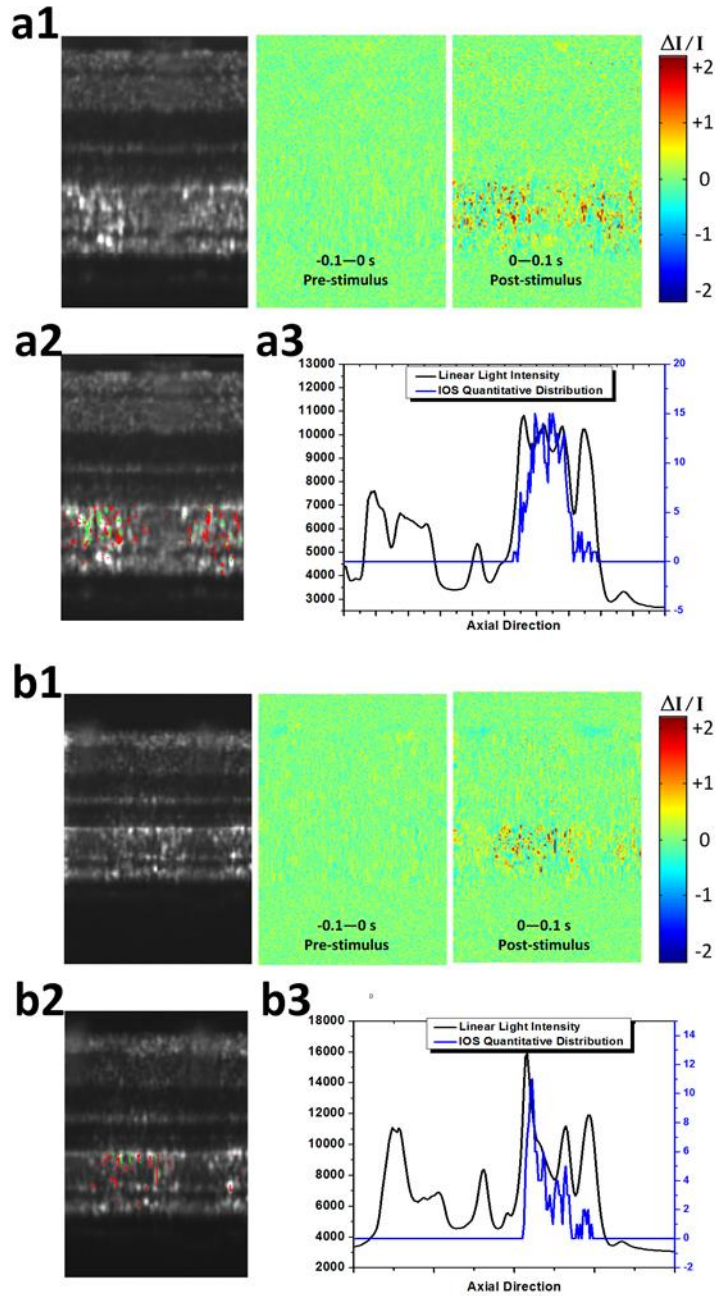 a1
ΔI / I
+2
+1
0
-1
-2
-0.1—0 s
Pre-stimulus
0—0.1 s
Post-stimulus
a2
a3
13000
12000
11000
10000
9000
8000
7000
6000
5000
4000
3000
Linear Light Intensity
IOS Quantitative Distribution
20
15
10
5
0
-5
Axial Direction
b1
ΔI / I
+2
+1
0
-1
-2
-0.1—0 s
Pre-stimulus
0—0.1 s
Post-stimulus
b2
b3
18000
16000
14000
12000
10000
8000
6000
4000
2000
Linear Light Intensity
IOS Quantitative Distribution
14
12
10
8
6
4
2
0
-2
Axial Direction